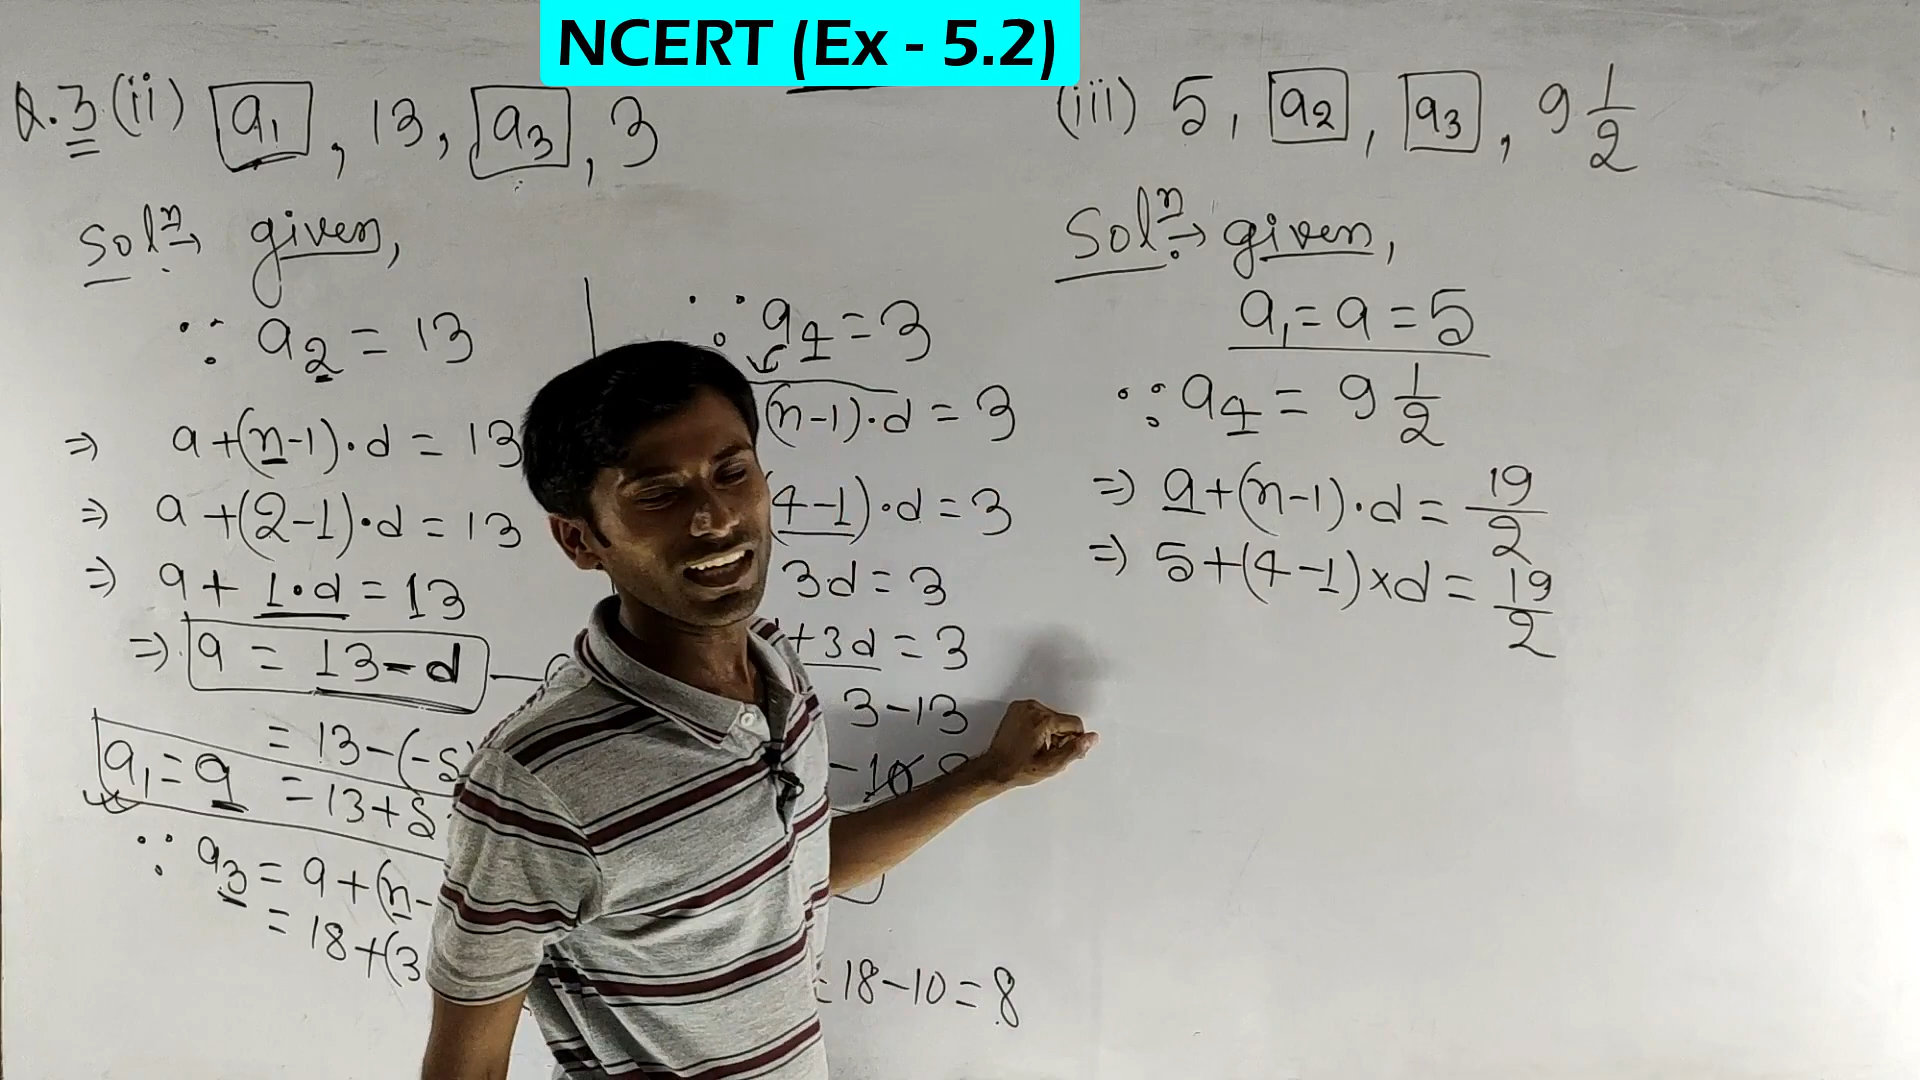 NCERT (Ex - 5.2)
Q.3 (ii) a₁, 13, a₃, 3
Solⁿ→ given,
∵ a₂ = 13
⇒ a+(n-1)·d = 13
⇒ a+(2-1)·d = 13
⇒ a + 1·d = 13
⇒ a = 13-d
= 13-(-5
a₁ = a = 13+5
∵ a₃ = a+(n-
= 18+(3
∵ a₄ = 3
(n-1)·d = 3
(4-1)·d = 3
3d = 3
+3d = 3
3-13
-10
=18-10=8
(iii) 5, a₂, a₃, 9 1/2
Solⁿ→ given,
a₁ = a = 5
∵ a₄ = 9 1/2
⇒ a+(n-1)·d = 19/2
⇒ 5+(4-1)×d = 19/2